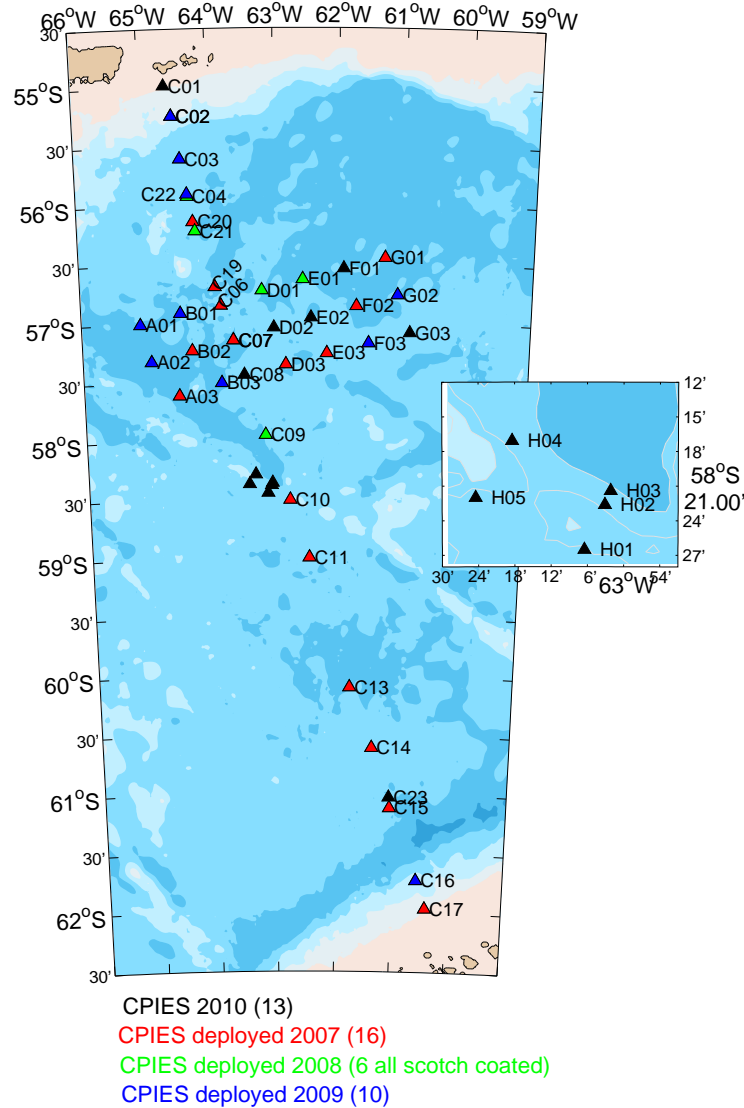 66°W 65°W 64°W 63°W 62°W 61°W 60°W 59°W
30'
C01
55°S
C02
30'
C03
C22 C04
56°S
C20
C21
G01
F01
30'
C19
E01
D01
G02
C06
F02
B01
E02
A01
D02
57°S
G03
C07
F03
B02
E03
A02
D03
C08
B03
30'
A03
12'
C09
15'
H04
58°S
18'
58°S
H03
H05
H02
21.00'
C10
30'
24'
H01
27'
C11
59°S
30' 24' 18' 12' 6' 63°W 54'
30'
60°S
C13
30'
C14
61°S
C23
C15
30'
C16
C17
62°S
30'
CPIES 2010 (13)
CPIES deployed 2007 (16)
CPIES deployed 2008 (6 all scotch coated)
CPIES deployed 2009 (10)